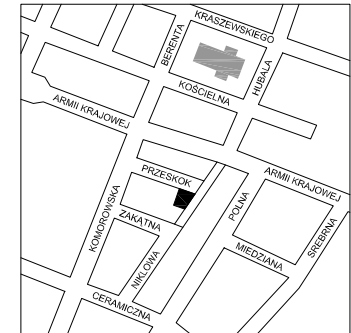 KRASZEWSKIEGO
BERENTA
HUBALA
KOŚCIELNA
ARMII KRAJOWEJ
PRZESKOK
ARMII KRAJOWEJ
KOMOROWSKA
ZAKĄTNA
POLNA
SREBRNA
NIKLOWA
MIEDZIANA
CERAMICZNA